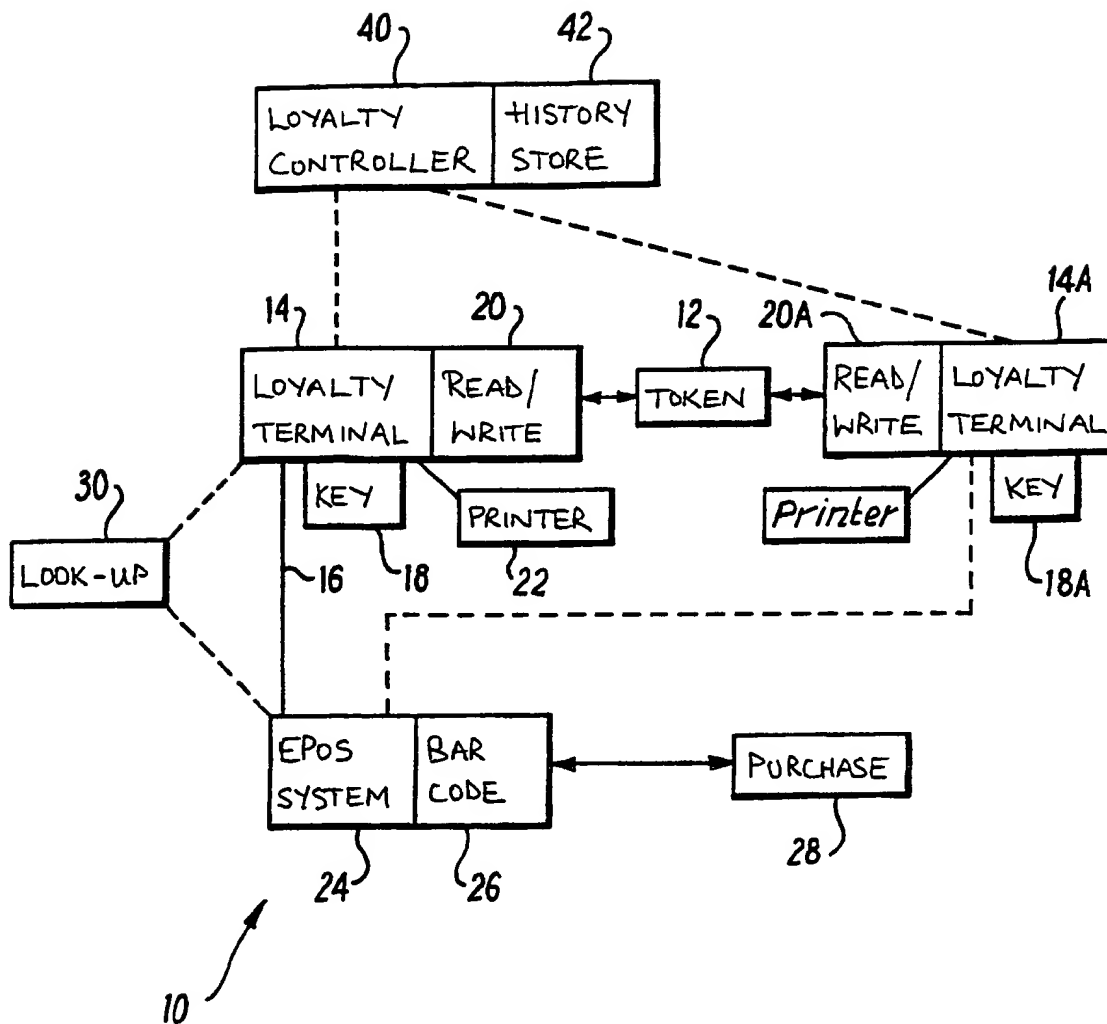 40
42
LOYALTY
CONTROLLER
HISTORY
STORE
14
20
12
20A
14A
LOYALTY
TERMINAL
READ/
WRITE
TOKEN
READ/
WRITE
LOYALTY
TERMINAL
30
KEY
PRINTER
Printer
KEY
LOOK-UP
16
18
22
18A
EPOS
SYSTEM
BAR
CODE
PURCHASE
24
26
28
10